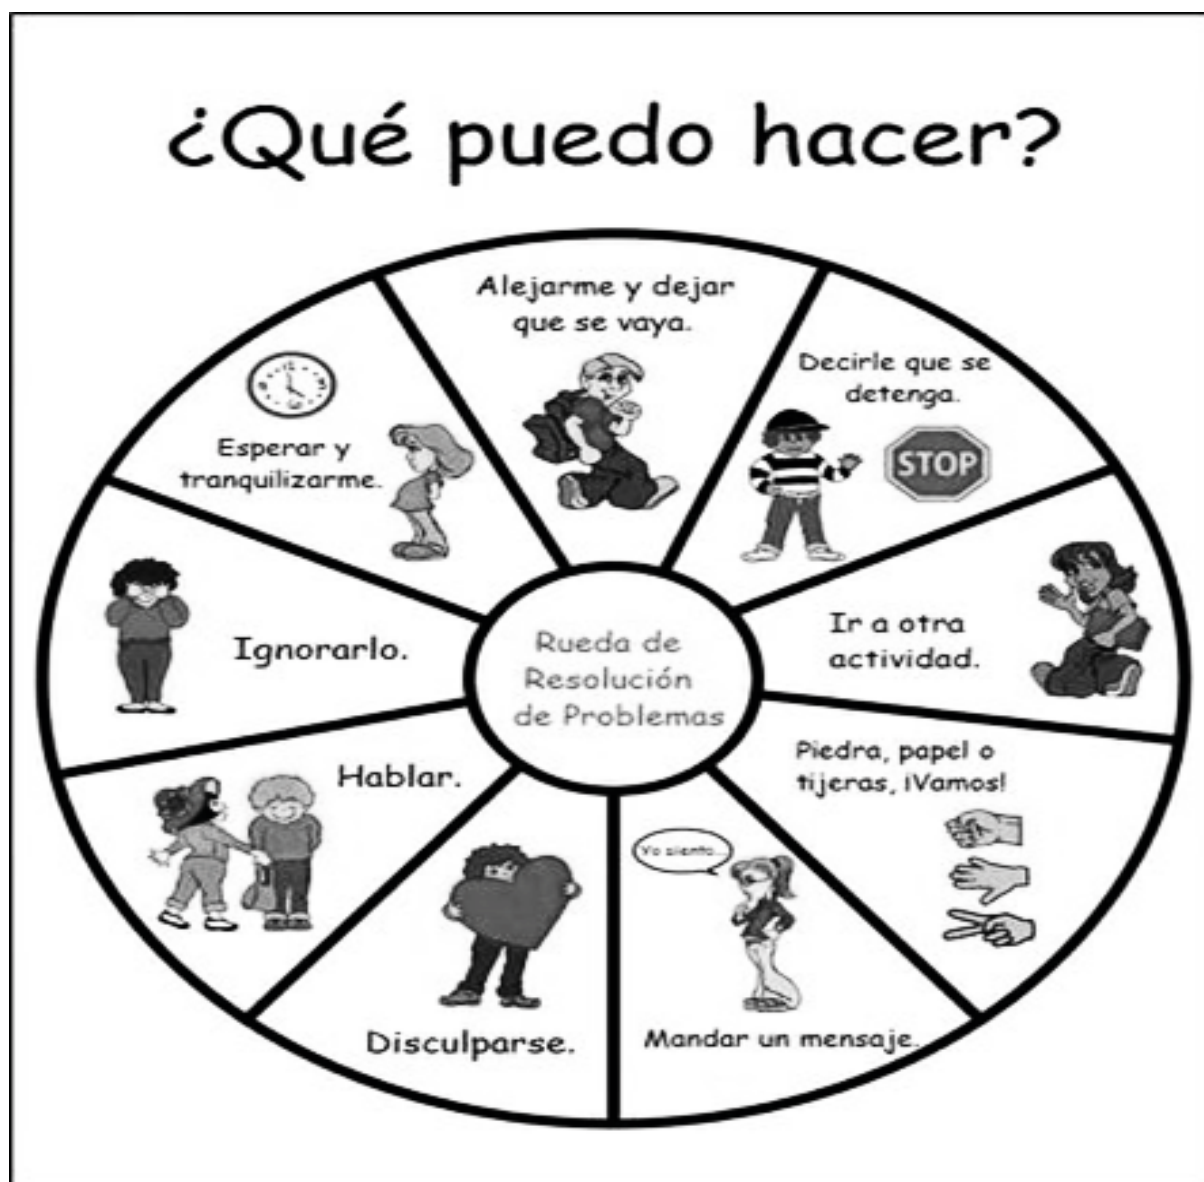 ¿Qué puedo hacer?
Alejarme y dejar
que se vaya.
Decirle que se
detenga.
STOP
Ir a otra
actividad.
Piedra, papel o
tijeras, ¡Vamos!
Yo siento...
Mandar un mensaje.
Disculparse.
Hablar.
Ignorarlo.
Esperar y
tranquilizarme.
Rueda de
Resolución
de Problemas